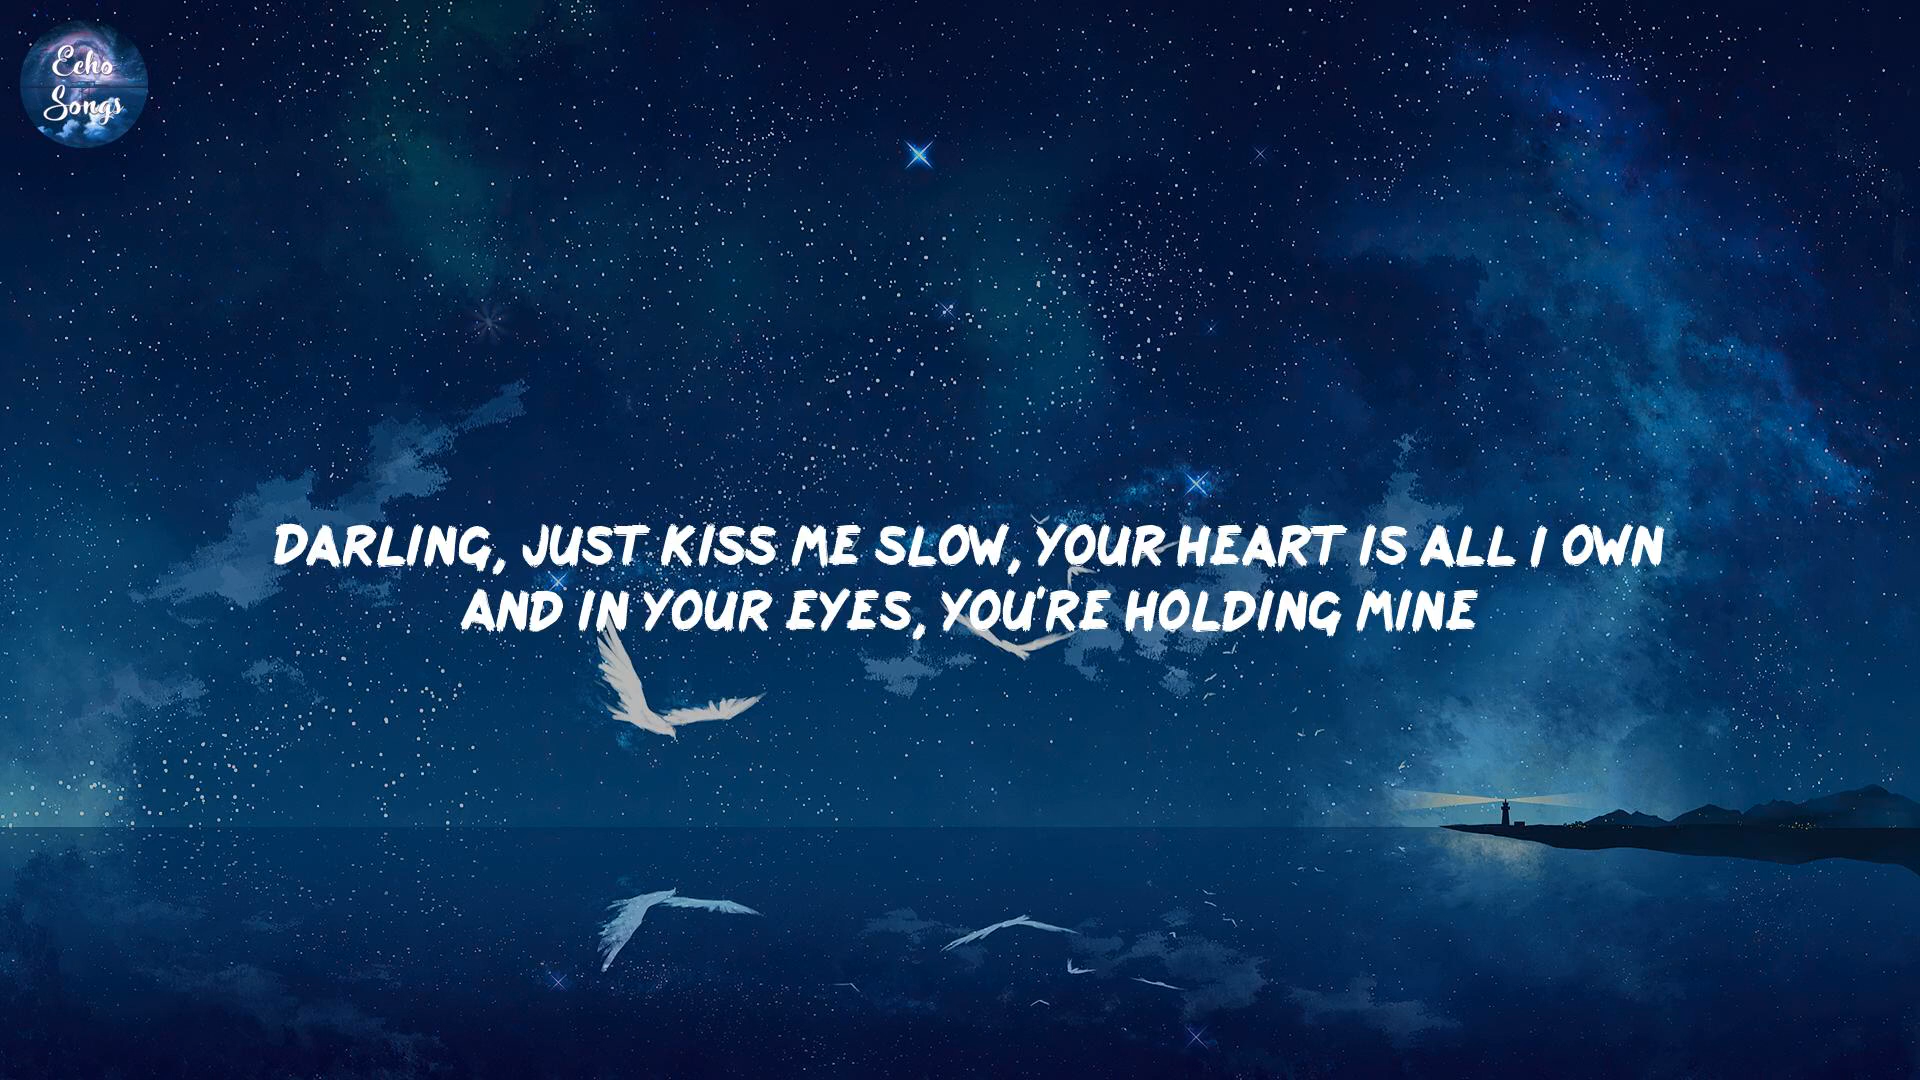 Echo
Songs
DARLING, JUST KISS ME SLOW, YOUR HEART IS ALL I OWN
AND IN YOUR EYES, YOU'RE HOLDING MINE